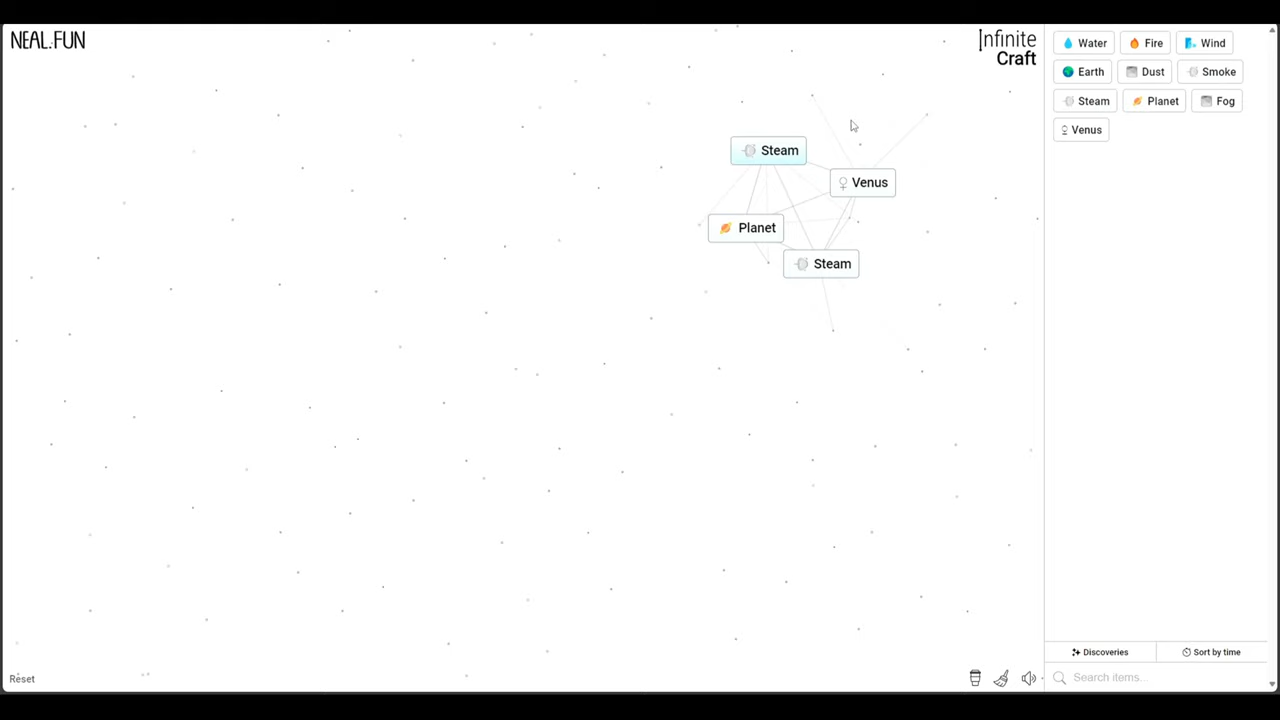 NEAL.FUN
Infinite
Craft
Water Fire Wind
Earth Dust Smoke
Steam Planet Fog
Venus
Steam
Venus
Planet
Steam
Discoveries Sort by time
Reset
Search items...